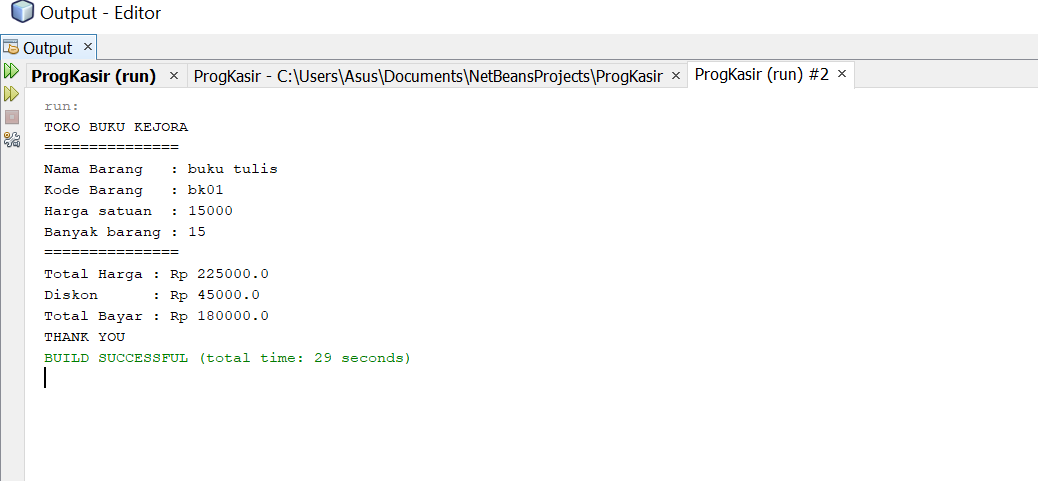 Output - Editor
Output ×
ProgKasir (run) × ProgKasir - C:\Users\Asus\Documents\NetBeansProjects\ProgKasir × ProgKasir (run) #2 ×
run:
TOKO BUKU KEJORA
===============
Nama Barang   : buku tulis
Kode Barang   : bk01
Harga satuan  : 15000
Banyak barang : 15
===============
Total Harga : Rp 225000.0
Diskon      : Rp 45000.0
Total Bayar : Rp 180000.0
THANK YOU
BUILD SUCCESSFUL (total time: 29 seconds)